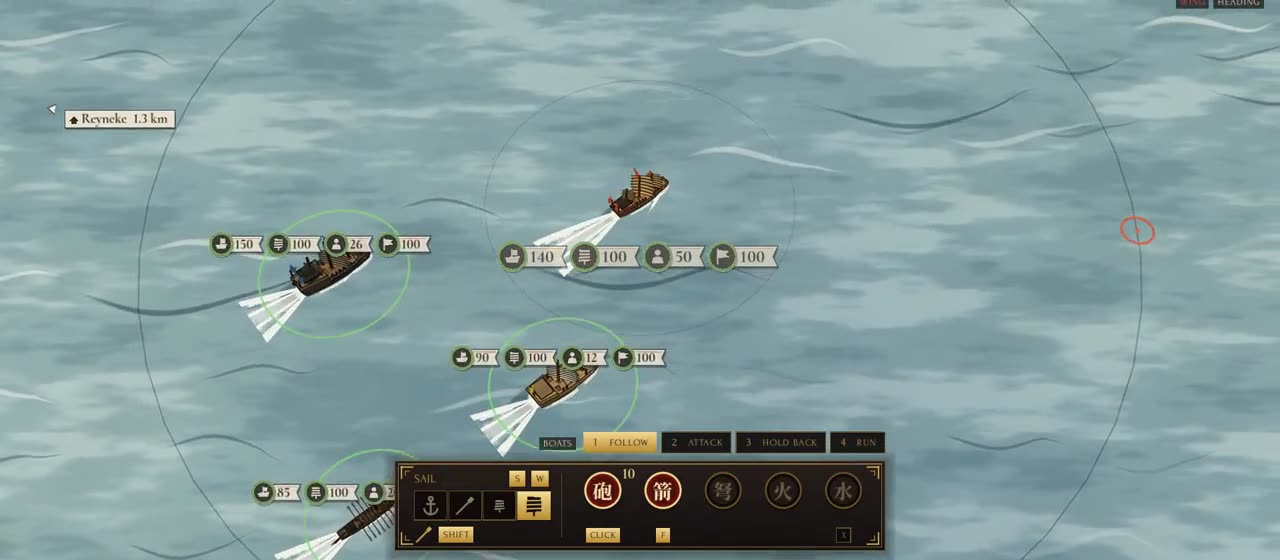 WIND HEADING
Reyneke 1.3 km
150 100 26 100
140 100 50 100
90 100 12 100
BOATS 1 FOLLOW 2 ATTACK 3 HOLD BACK 4 RUN
85 100
SAIL S W
10
砲 箭 弩 火 水
SHIFT CLICK F X